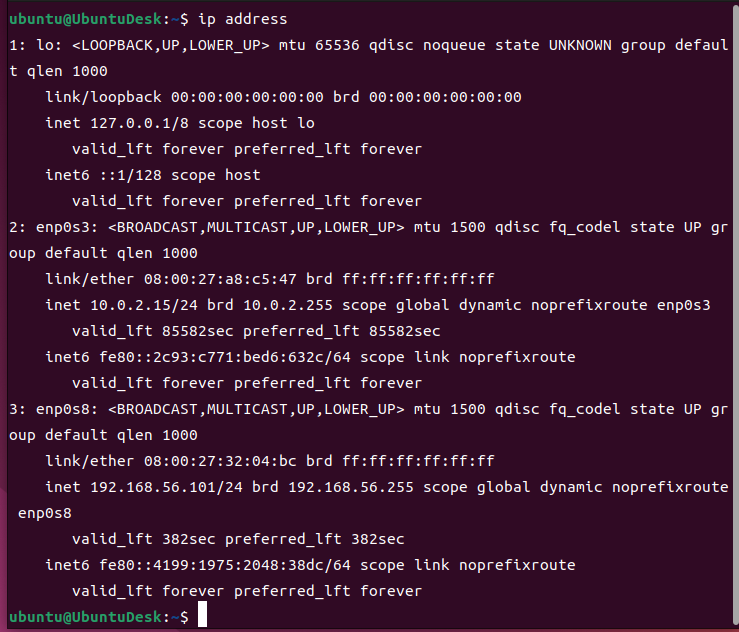 ubuntu@UbuntuDesk:~$ ip address
1: lo: <LOOPBACK,UP,LOWER_UP> mtu 65536 qdisc noqueue state UNKNOWN group defaul
t qlen 1000
    link/loopback 00:00:00:00:00:00 brd 00:00:00:00:00:00
    inet 127.0.0.1/8 scope host lo
       valid_lft forever preferred_lft forever
    inet6 ::1/128 scope host
       valid_lft forever preferred_lft forever
2: enp0s3: <BROADCAST,MULTICAST,UP,LOWER_UP> mtu 1500 qdisc fq_codel state UP gr
oup default qlen 1000
    link/ether 08:00:27:a8:c5:47 brd ff:ff:ff:ff:ff:ff
    inet 10.0.2.15/24 brd 10.0.2.255 scope global dynamic noprefixroute enp0s3
       valid_lft 85582sec preferred_lft 85582sec
    inet6 fe80::2c93:c771:bed6:632c/64 scope link noprefixroute
       valid_lft forever preferred_lft forever
3: enp0s8: <BROADCAST,MULTICAST,UP,LOWER_UP> mtu 1500 qdisc fq_codel state UP gr
oup default qlen 1000
    link/ether 08:00:27:32:04:bc brd ff:ff:ff:ff:ff:ff
    inet 192.168.56.101/24 brd 192.168.56.255 scope global dynamic noprefixroute
 enp0s8
       valid_lft 382sec preferred_lft 382sec
    inet6 fe80::4199:1975:2048:38dc/64 scope link noprefixroute
       valid_lft forever preferred_lft forever
ubuntu@UbuntuDesk:~$